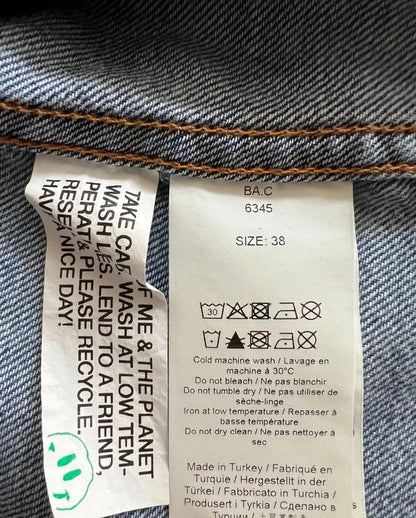 TAKE CA OF ME & THE PLANET
WASH LESS, WASH AT LOW TEM-
PERAT LEND TO A FRIEND,
RESE & PLEASE RECYCLE.
HAVE A NICE DAY!
BA.C
6345
SIZE: 38
30
Cold machine wash / Lavage en
machine à 30°C
Do not bleach / Ne pas blanchir
Do not tumble dry / Ne pas utiliser de
sèche-linge
Iron at low temperature / Repasser à
basse température
Do not dry clean / Ne pas nettoyer à
sec
Made in Turkey / Fabriqué en
Turquie / Hergestellt in der
Türkei / Fabbricato in Turchia /
Produsert i Tyrkia / Сделано в
Турции /